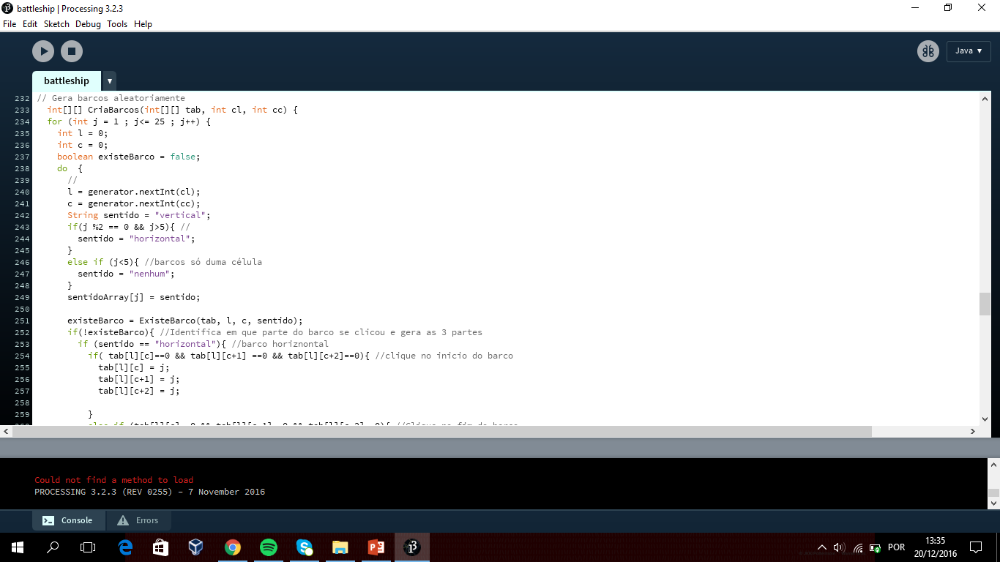 battleship | Processing 3.2.3
File Edit Sketch Debug Tools Help
Java ▼
battleship ▼
232 // Gera barcos aleatoriamente
233 int[][] CriaBarcos(int[][] tab, int cl, int cc) {
234 for (int j = 1 ; j<= 25 ; j++) {
235 int l = 0;
236 int c = 0;
237 boolean existeBarco = false;
238 do {
239 //
240 l = generator.nextInt(cl);
241 c = generator.nextInt(cc);
242 String sentido = "vertical";
243 if(j %2 == 0 && j>5){ //
244 sentido = "horizontal";
245 }
246 else if (j<5){ //barcos só duma célula
247 sentido = "nenhum";
248 }
249 sentidoArray[j] = sentido;
250
251 existeBarco = ExisteBarco(tab, l, c, sentido);
252 if(!existeBarco){ //Identifica em que parte do barco se clicou e gera as 3 partes
253 if (sentido == "horizontal"){ //barco horiznontal
254 if( tab[l][c]==0 && tab[l][c+1] ==0 && tab[l][c+2]==0){ //clique no inicio do barco
255 tab[l][c] = j;
256 tab[l][c+1] = j;
257 tab[l][c+2] = j;
258
259 }
Could not find a method to load
PROCESSING 3.2.3 (REV 0255) – 7 November 2016
Console Errors
POR
13:35
20/12/2016